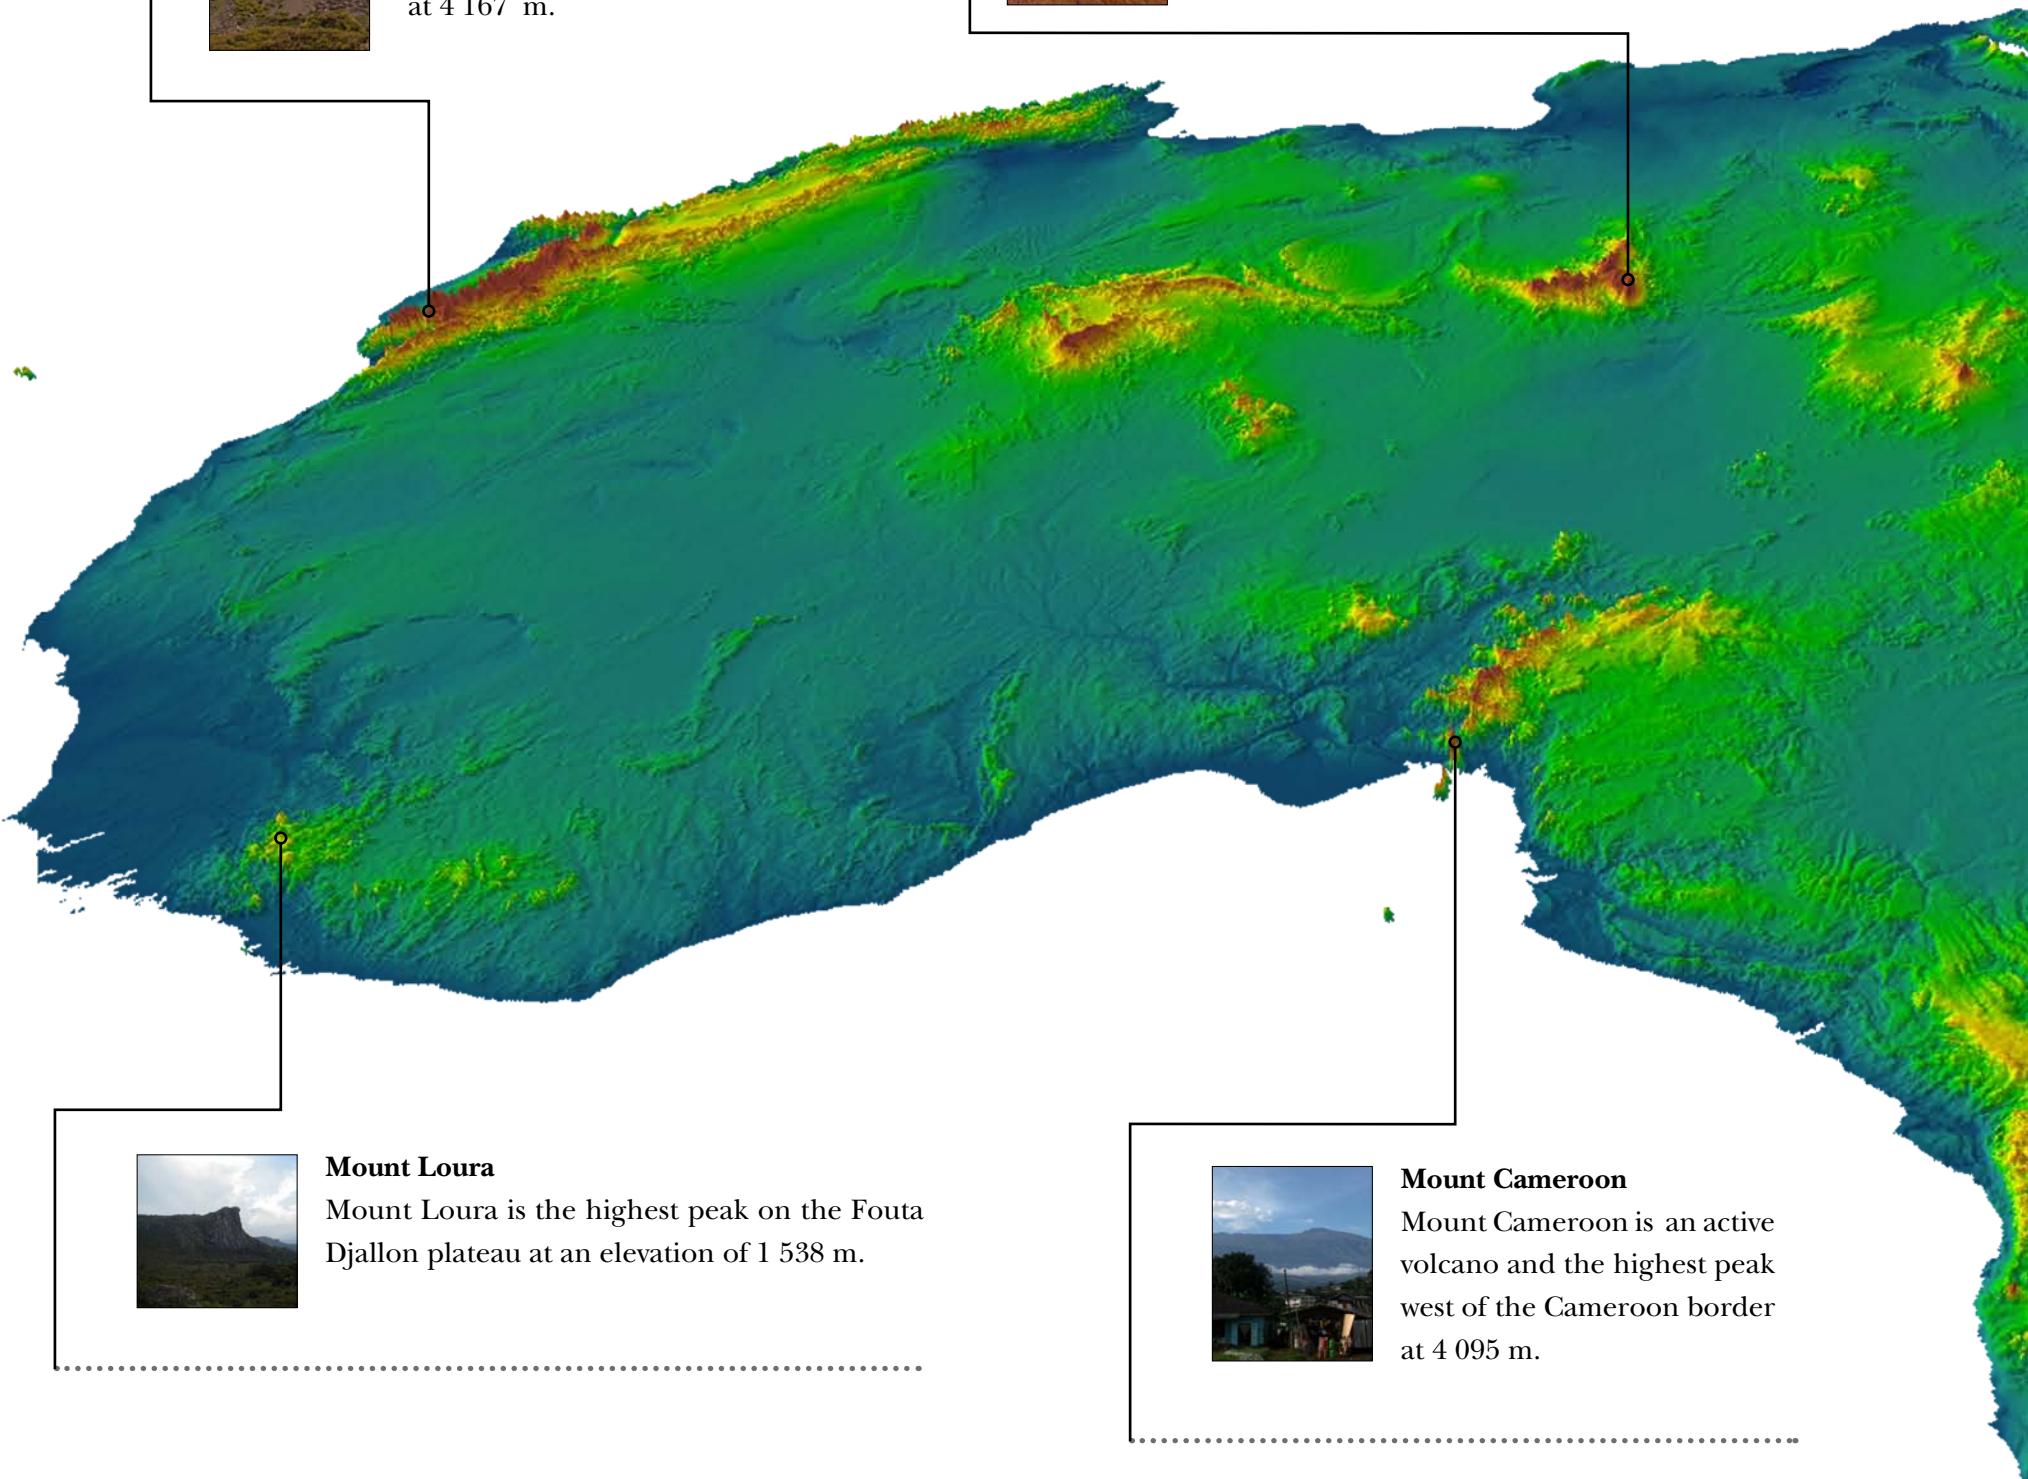 at 4 167 m.
Mount Loura
Mount Loura is the highest peak on the Fouta
Djallon plateau at an elevation of 1 538 m.
Mount Cameroon
Mount Cameroon is an active
volcano and the highest peak
west of the Cameroon border
at 4 095 m.